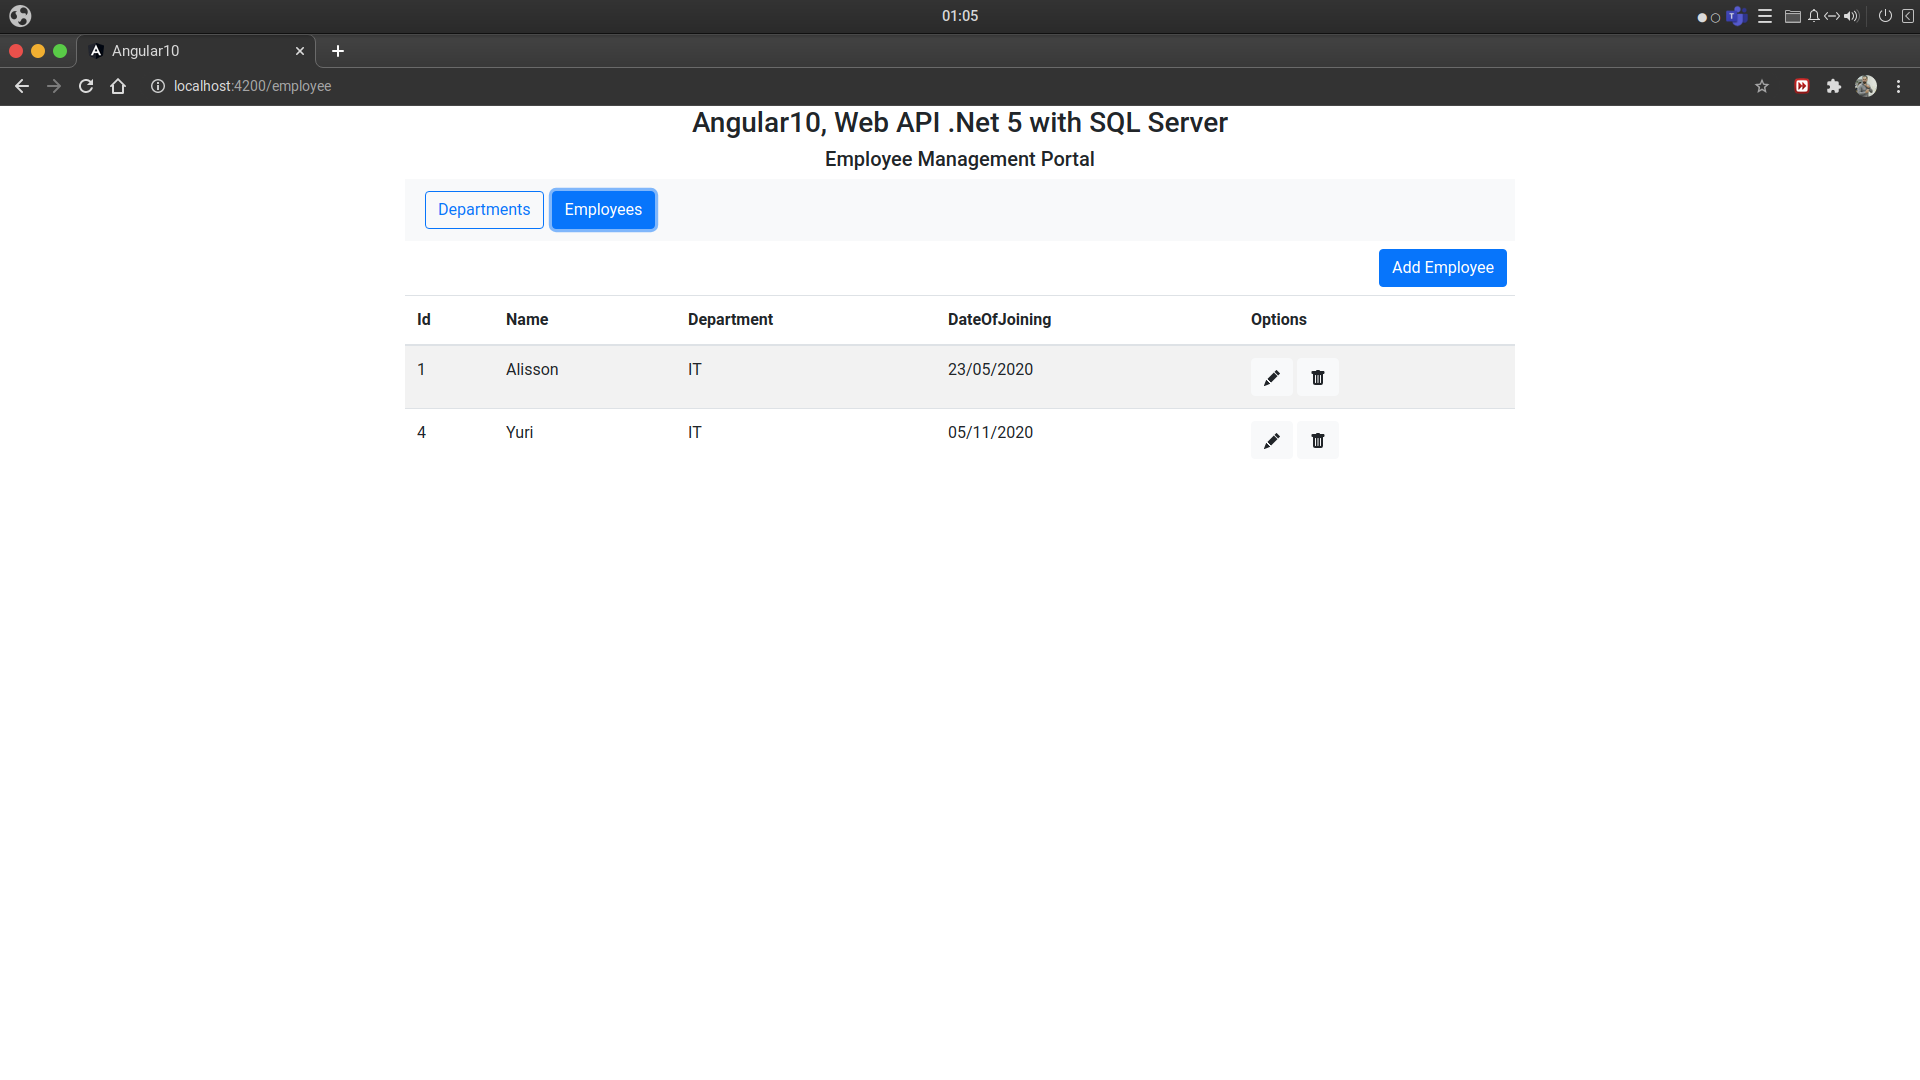 01:05
Angular10
localhost:4200/employee
Angular10, Web API .Net 5 with SQL Server
Employee Management Portal
Departments Employees
Add Employee
Id Name Department DateOfJoining Options
1 Alisson IT 23/05/2020
4 Yuri IT 05/11/2020